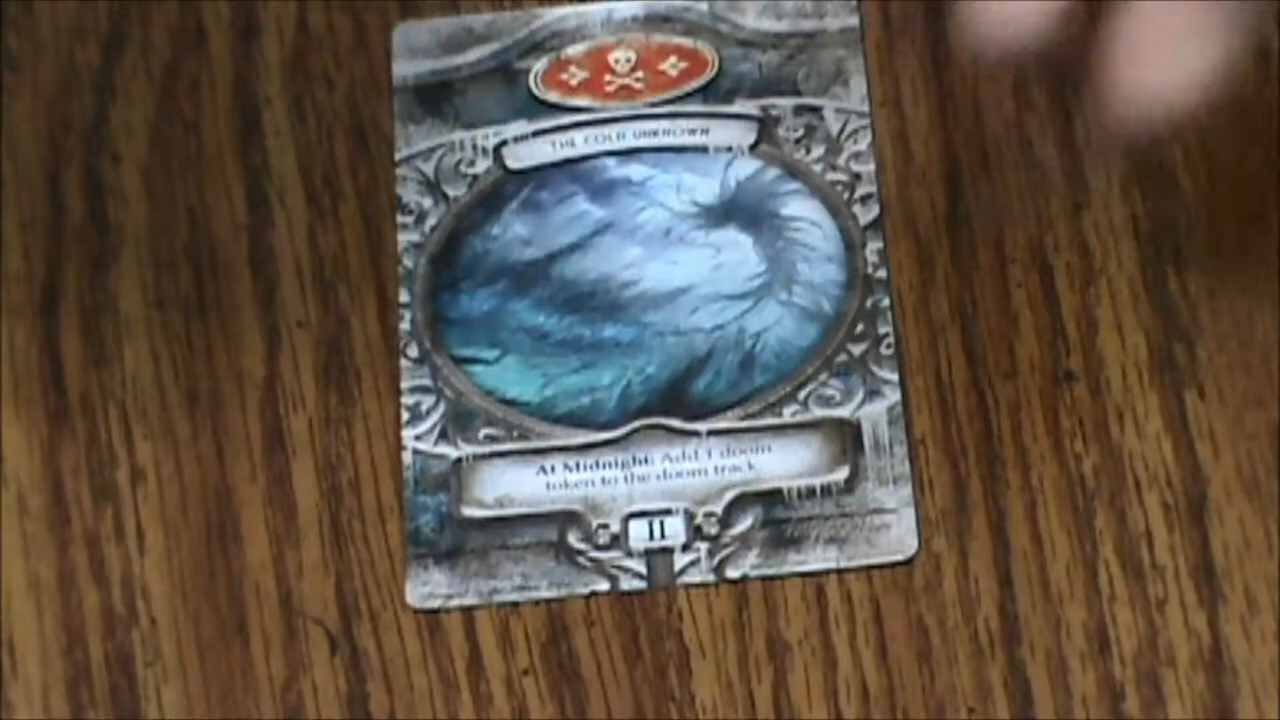 THE COLD UNKNOWN
At Midnight: Add 1 doom
token to the doom track.
II